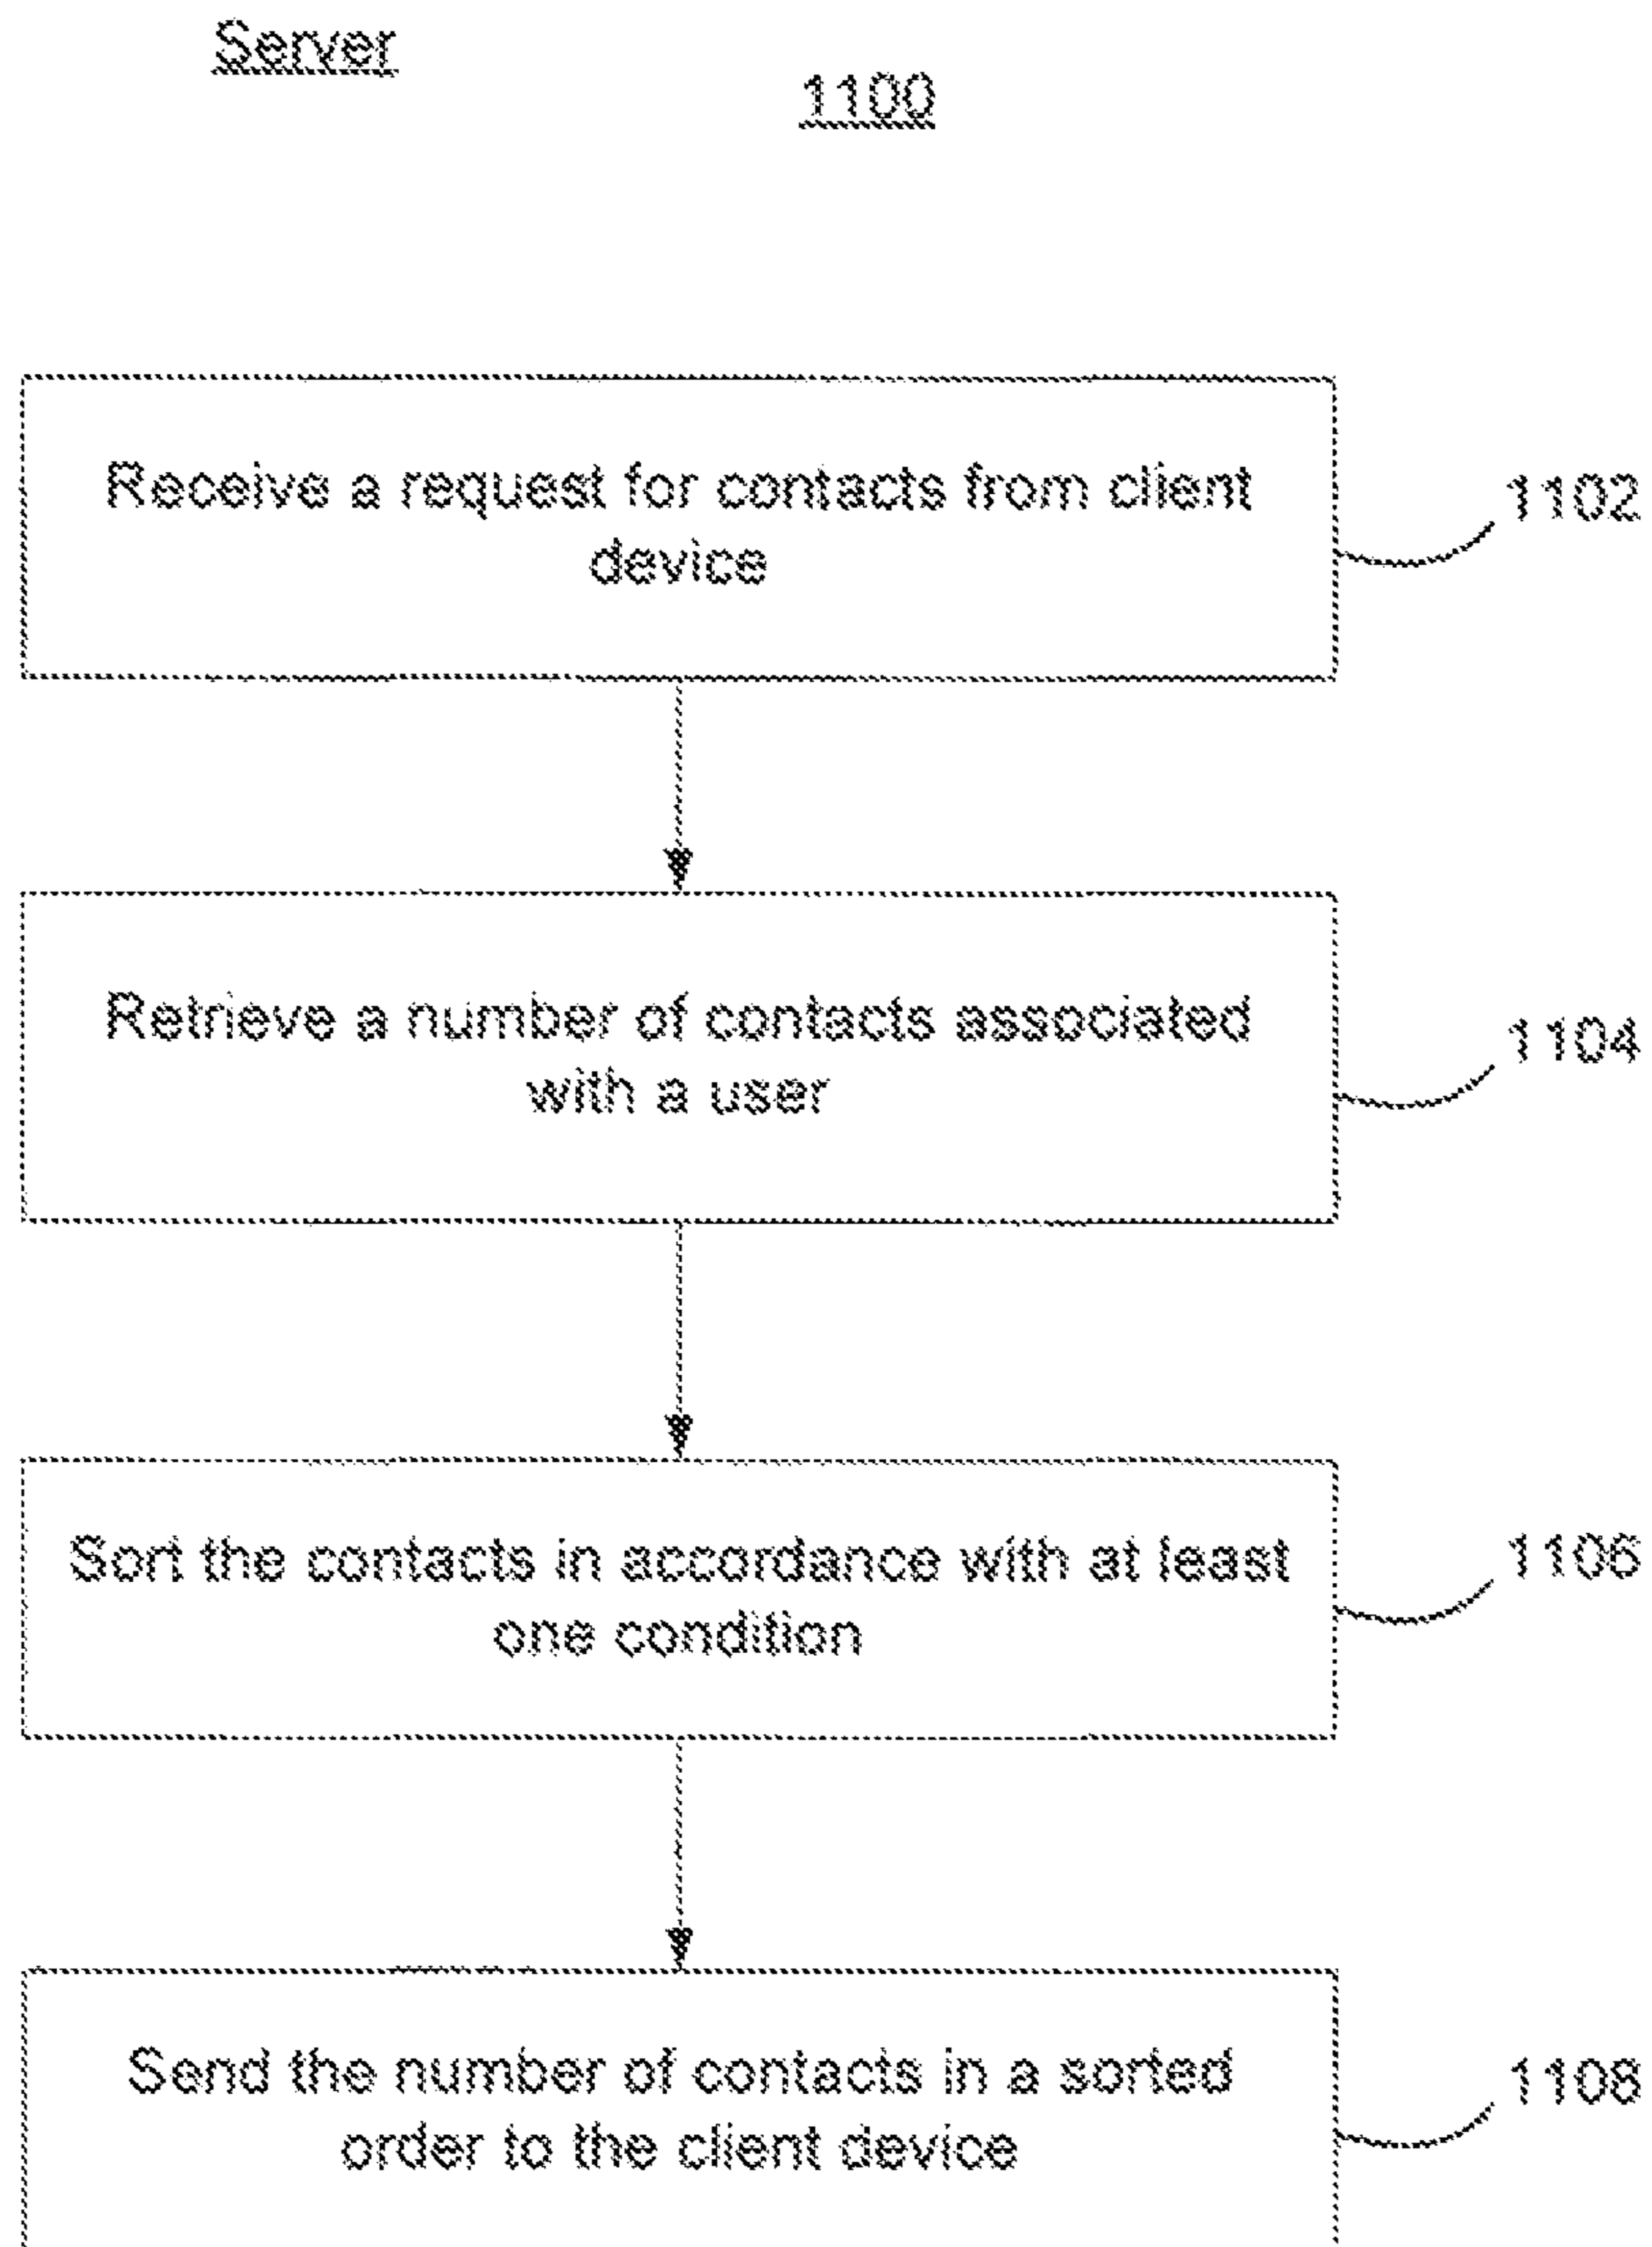 Server
1100
Receive a request for contacts from client
device
1102
Retrieve a number of contacts associated
with a user
1104
Sort the contacts in accordance with at least
one condition
1106
Send the number of contacts in a sorted
order to the client device
1108